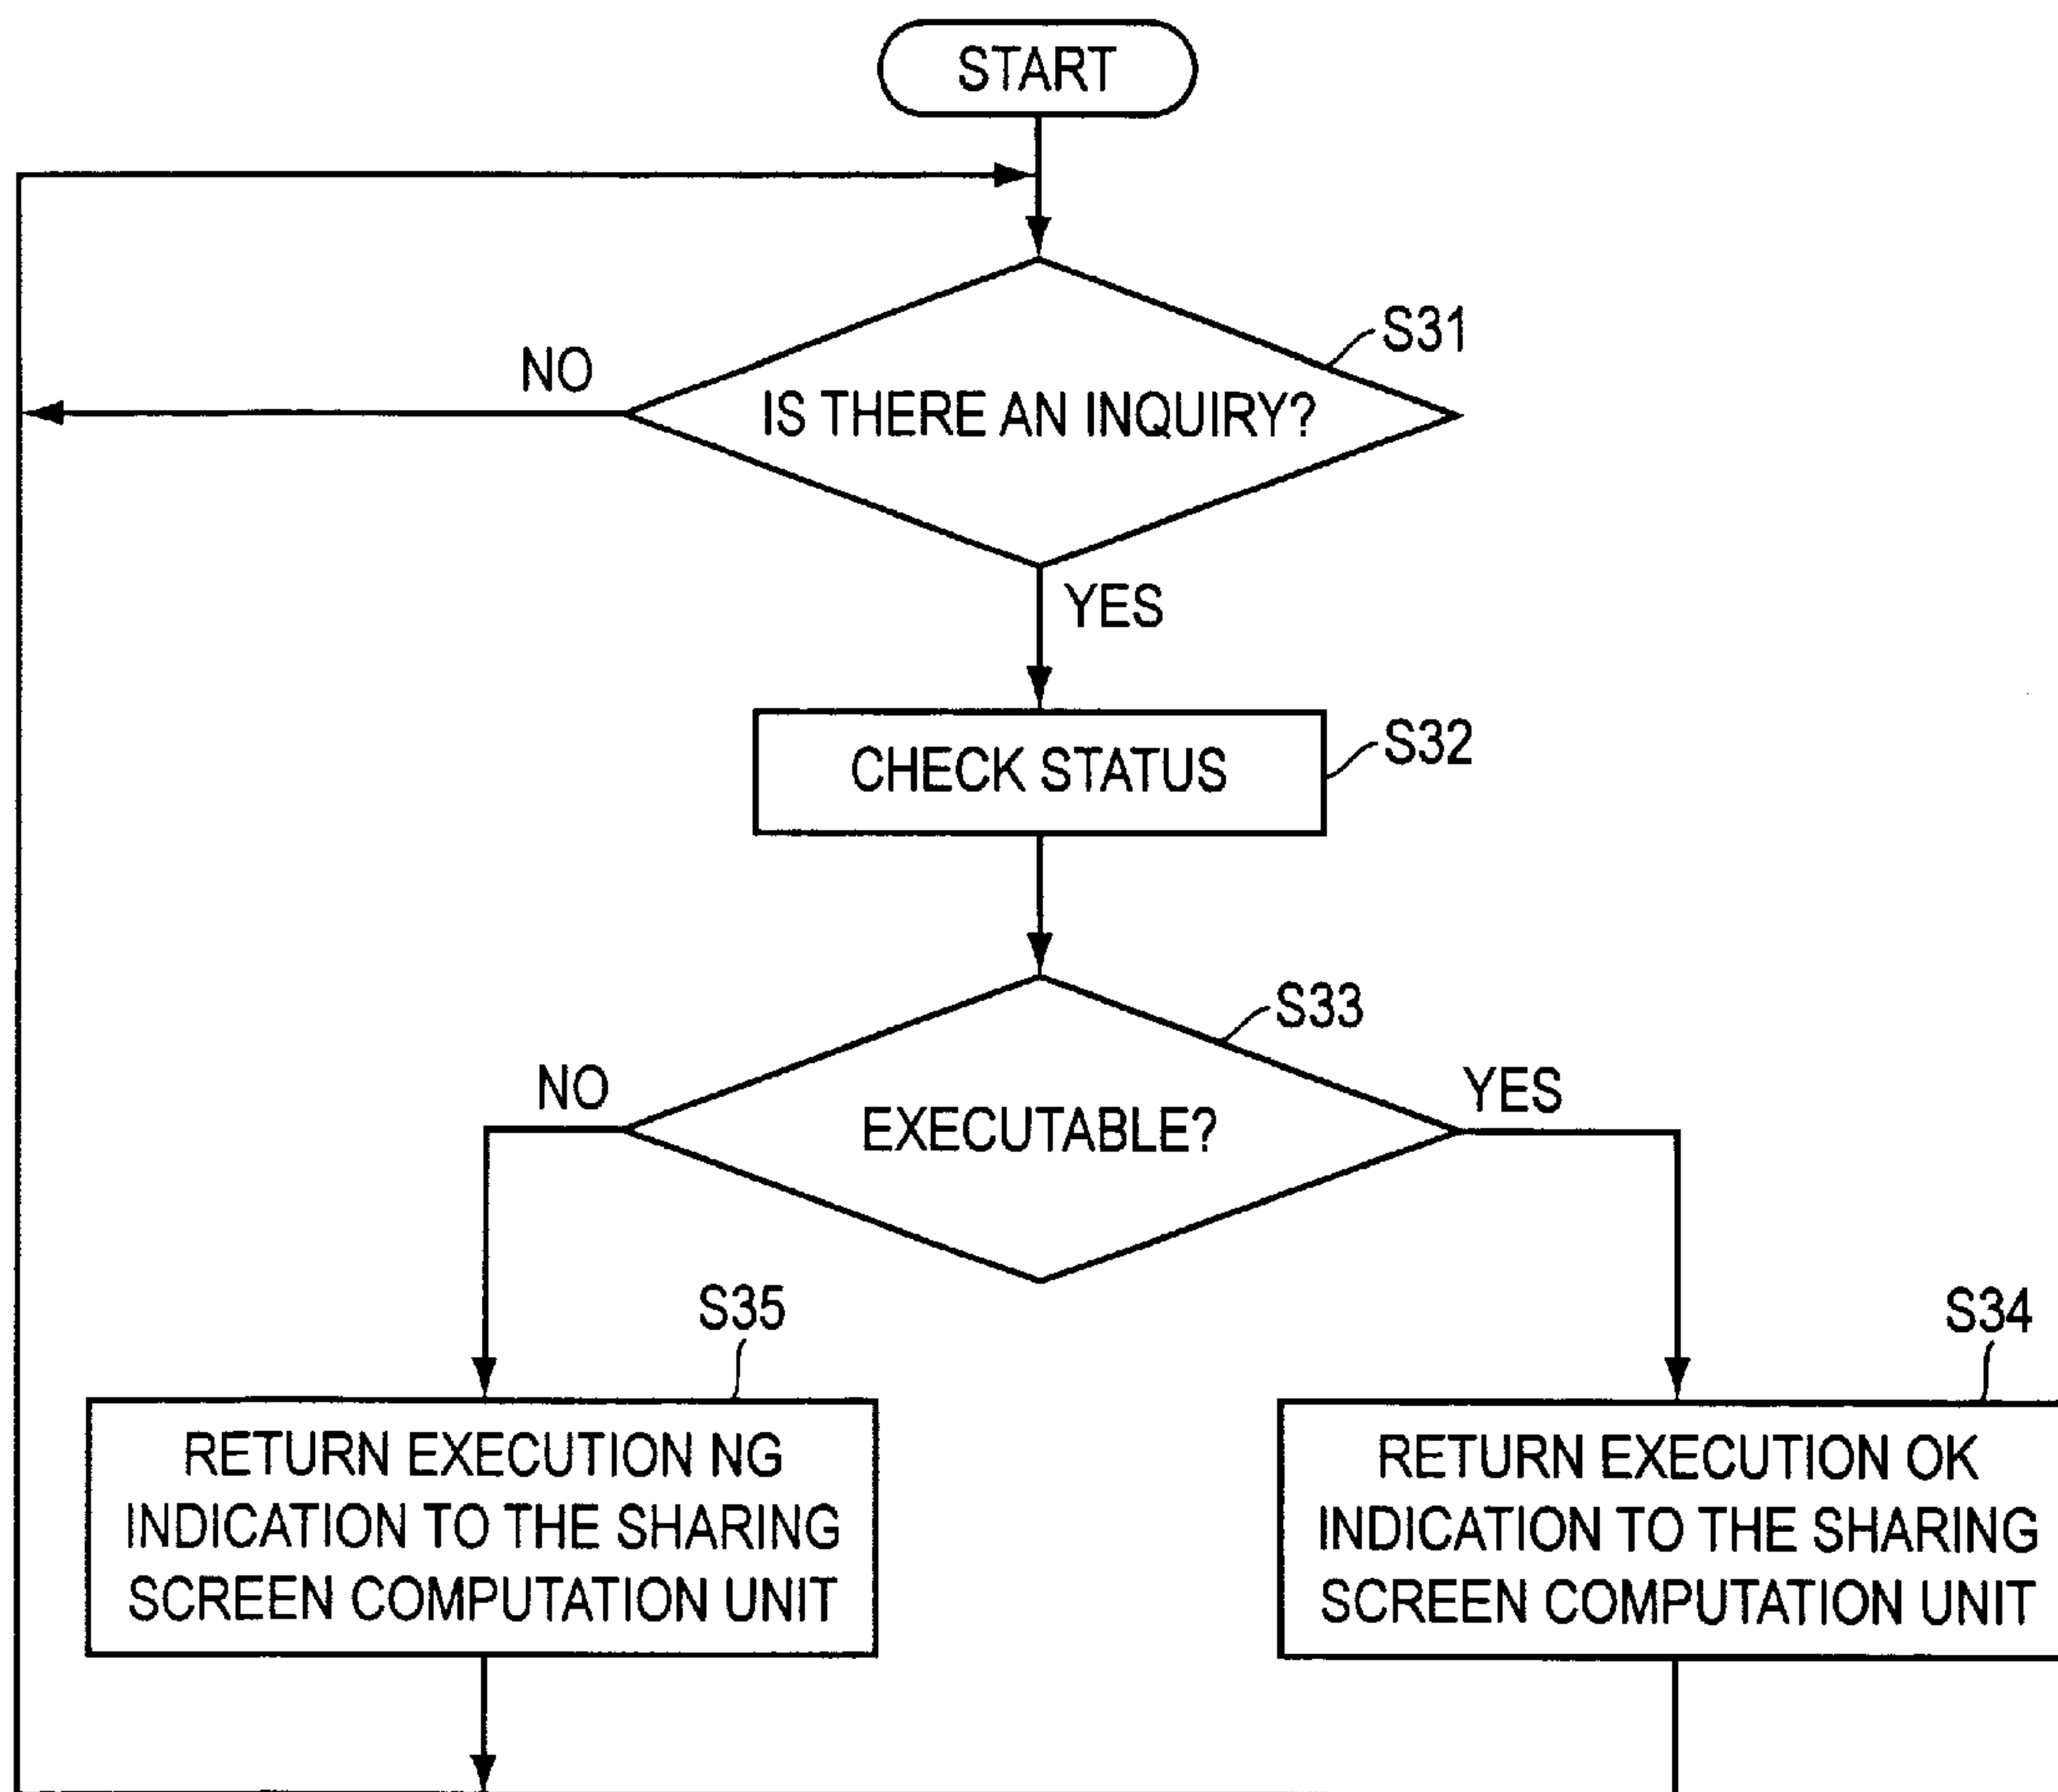 START
S31
NO
IS THERE AN INQUIRY?
YES
S32
CHECK STATUS
S33
NO
YES
EXECUTABLE?
S35
S34
RETURN EXECUTION NG
INDICATION TO THE SHARING
SCREEN COMPUTATION UNIT
RETURN EXECUTION OK
INDICATION TO THE SHARING
SCREEN COMPUTATION UNIT